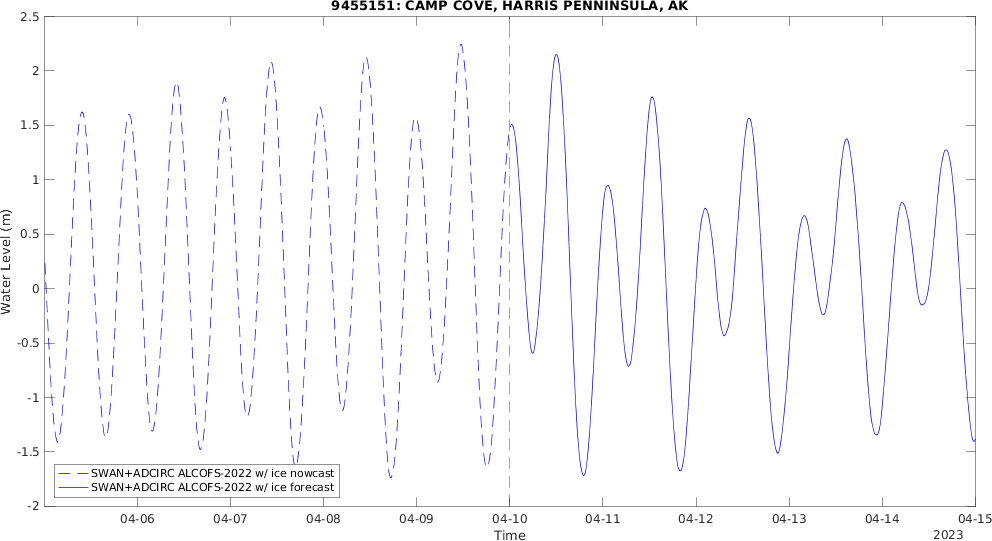 9455151: CAMP COVE, HARRIS PENNINSULA, AK
2.5
2
1.5
1
0.5
0
-0.5
-1
-1.5
-2
Water Level (m)
SWAN+ADCIRC ALCOFS-2022 w/ ice nowcast
SWAN+ADCIRC ALCOFS-2022 w/ ice forecast
04-06 04-07 04-08 04-09 04-10 04-11 04-12 04-13 04-14 04-15
Time
2023